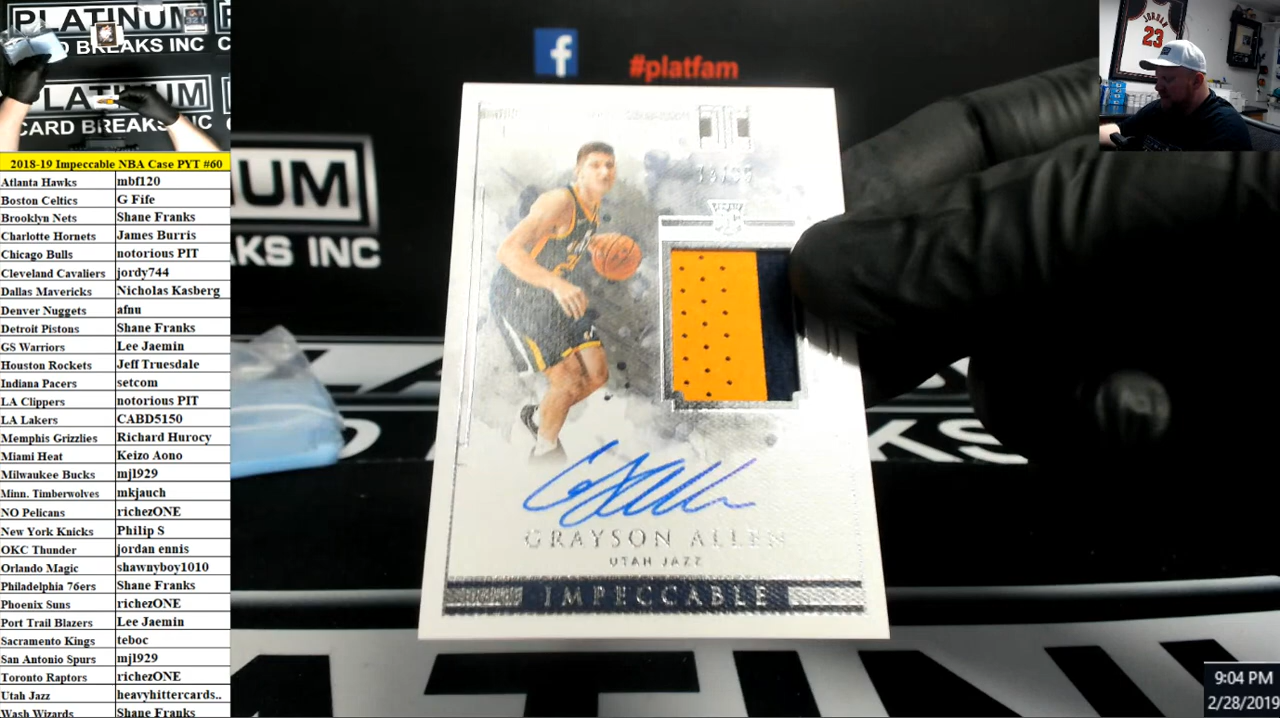 PLATINUM
CARD BREAKS INC
PLATINUM
CARD BREAKS INC
2018-19 Impeccable NBA Case PYT #60
Atlanta Hawks mbf120
Boston Celtics G Fife
Brooklyn Nets Shane Franks
Charlotte Hornets James Burris
Chicago Bulls notorious PIT
Cleveland Cavaliers jordy744
Dallas Mavericks Nicholas Kasberg
Denver Nuggets afnu
Detroit Pistons Shane Franks
GS Warriors Lee Jaemin
Houston Rockets Jeff Truesdale
Indiana Pacers setcom
LA Clippers notorious PIT
LA Lakers CABD5150
Memphis Grizzlies Richard Hurocy
Miami Heat Keizo Aono
Milwaukee Bucks mjl929
Minn. Timberwolves mkjauch
NO Pelicans richezONE
New York Knicks Philip S
OKC Thunder jordan ennis
Orlando Magic shawnyboy1010
Philadelphia 76ers Shane Franks
Phoenix Suns richezONE
Port Trail Blazers Lee Jaemin
Sacramento Kings teboc
San Antonio Spurs mjl929
Toronto Raptors richezONE
Utah Jazz heavyhittercards..
Wash Wizards Shane Franks
f
#platfam
UM
KS INC
GRAYSON ALLEN
UTAH JAZZ
IMPECCABLE
KS
JORDAN
23
9:04 PM
2/28/2019